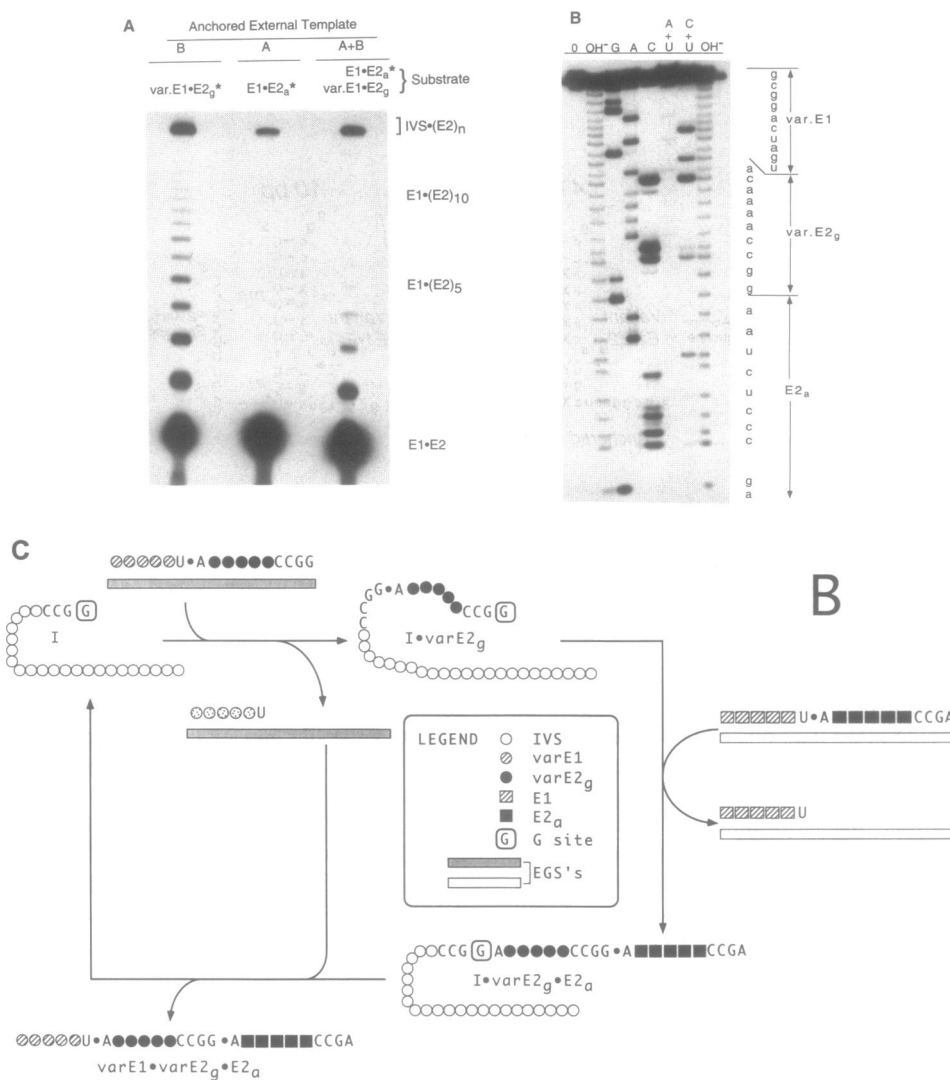 A
Anchored External Template
B A A+B
var.E1•E2g* E1•E2a* E1•E2a*
var.E1•E2g
} Substrate
]IVS•(E2)n
E1•(E2)10
E1•(E2)5
E1•E2
B
0 OH⁻ G A C A+U C+U OH⁻
g
c
g
g
a
c
u
a
g
u
var.E1
a
c
a
a
a
a
c
c
g
g
var.E2g
a
a
u
c
u
c
c
c
g
a
E2a
C
U•A CCGG
CCG G
I
GG•A CCG G
CC
I•varE2g
B
U
U•A CCGA
U
LEGEND
IVS
varE1
varE2g
E1
E2a
G G site
EGS's
CCG G A CCGG•A CCGA
I•varE2g•E2a
U•A CCGG•A CCGA
varE1•varE2g•E2a